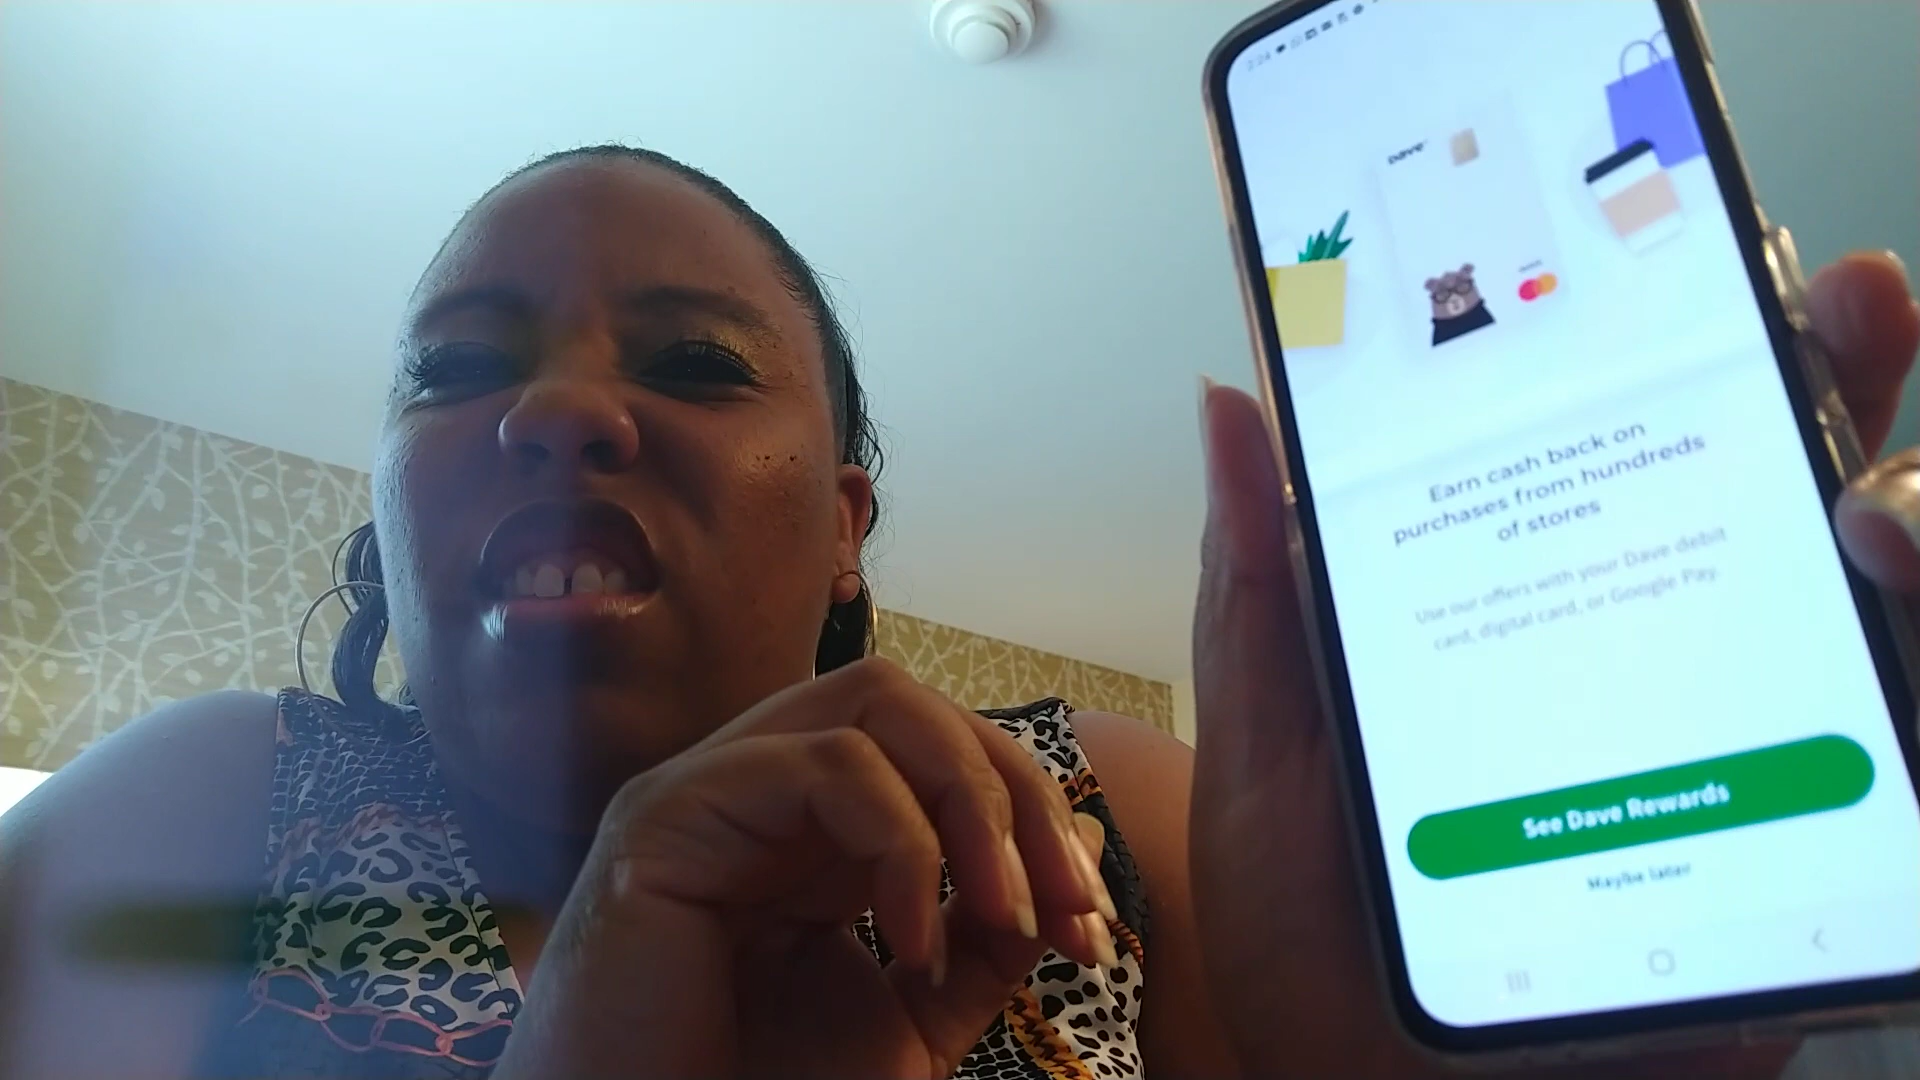 Dave
Earn cash back on
purchases from hundreds
of stores
Use our offers with your Dave debit
card, digital card, or Google Pay.
See Dave Rewards
Maybe later